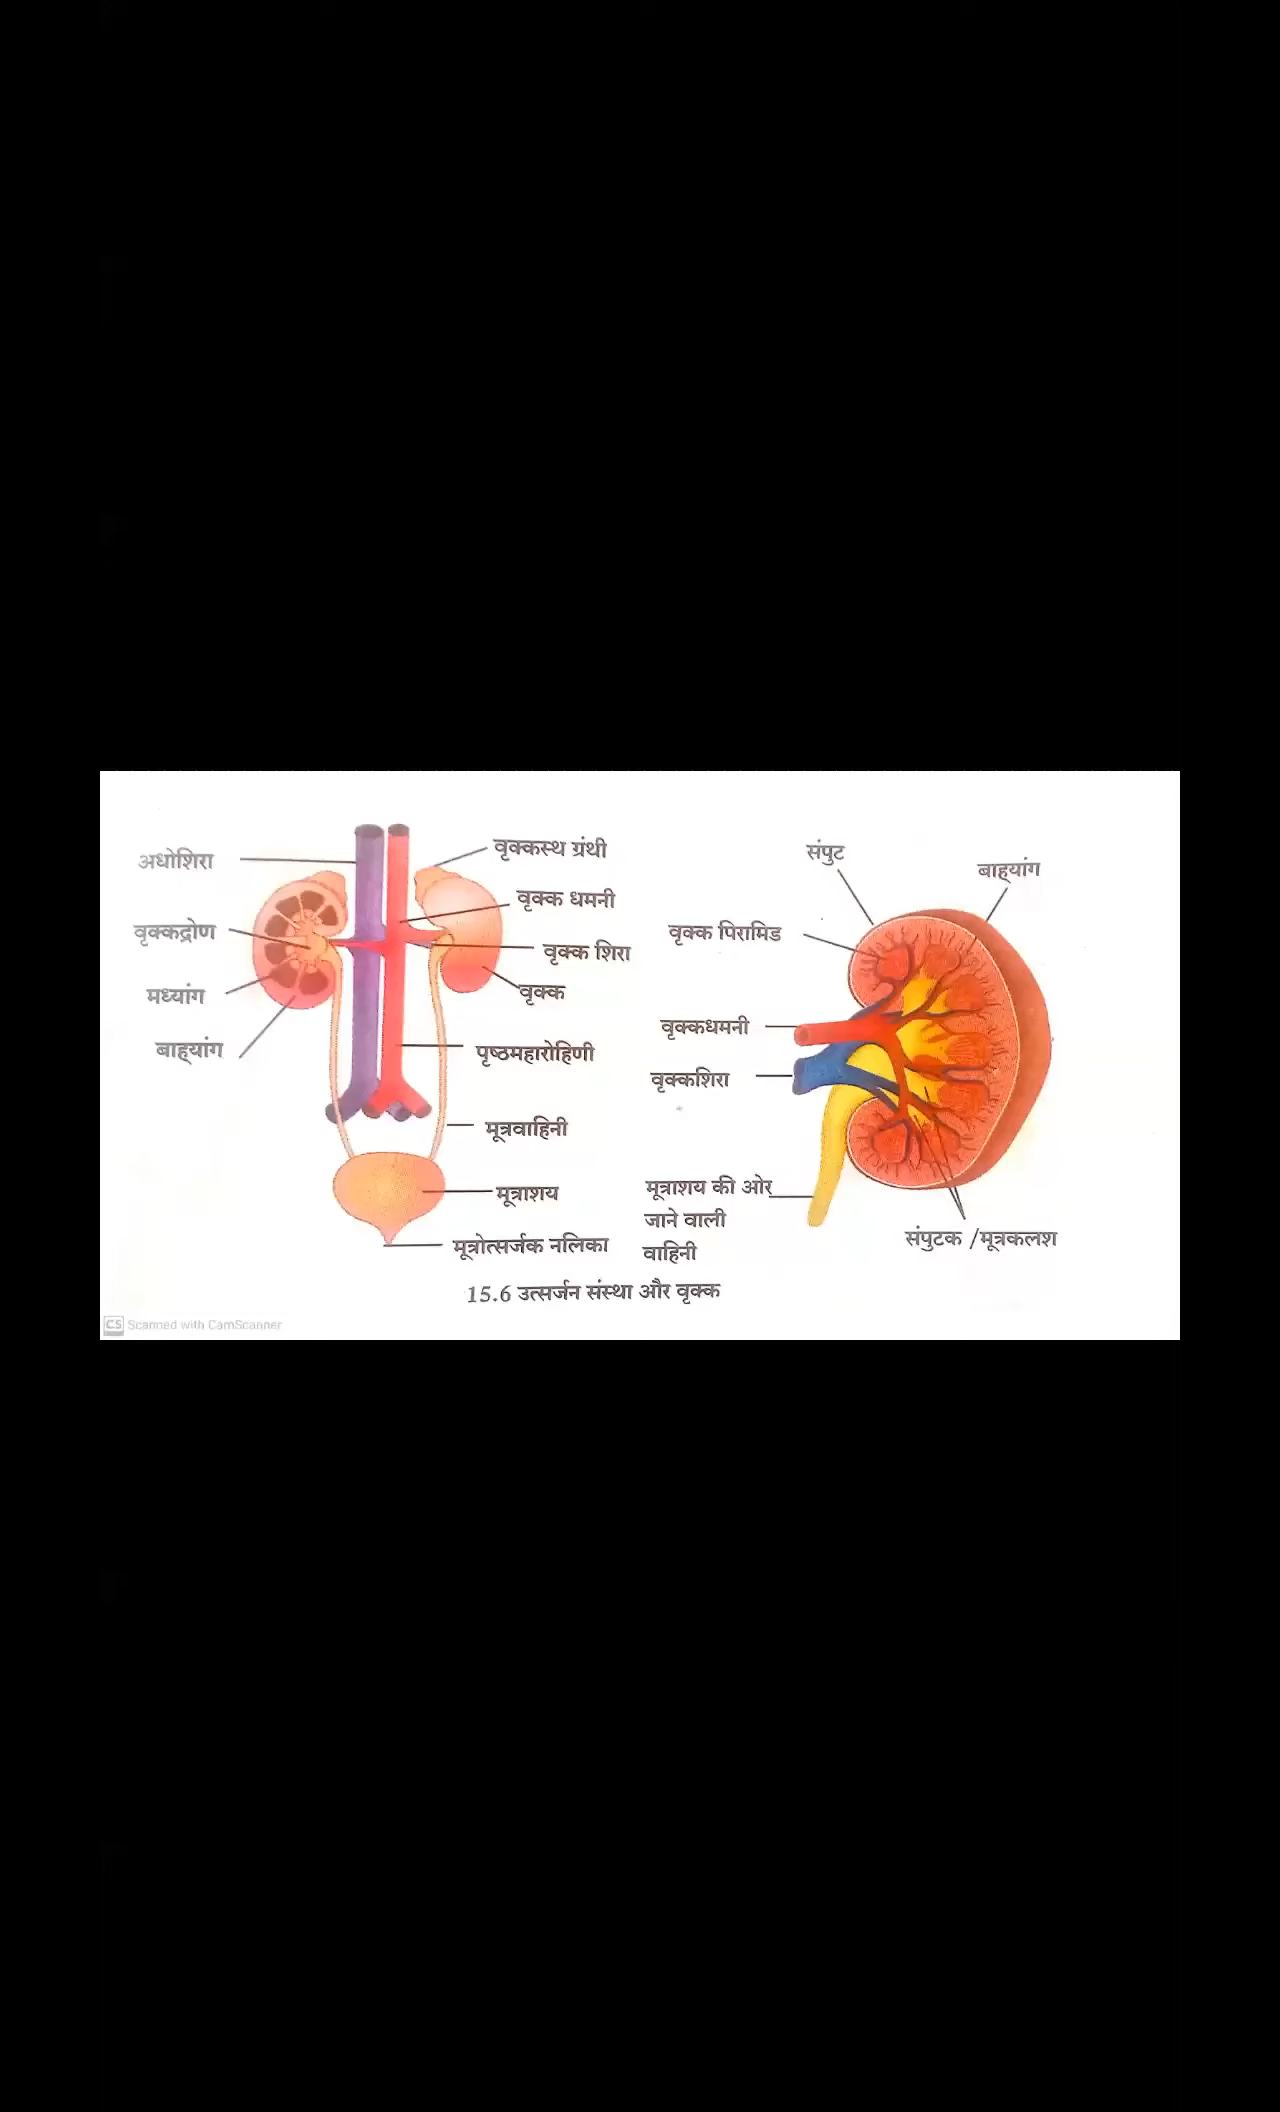 अधोशिरा
वृक्कद्रोण
मध्यांग
बाह्यांग
वृक्कस्थ ग्रंथी
वृक्क धमनी
वृक्क शिरा
वृक्क
पृष्ठमहारोहिणी
मूत्रवाहिनी
मूत्राशय
मूत्रोत्सर्जक नलिका
संपुट
बाह्यांग
वृक्क पिरामिड
वृक्कधमनी
वृक्कशिरा
मूत्राशय की ओर
जाने वाली
वाहिनी
संपुटक /मूत्रकलश
15.6 उत्सर्जन संस्था और वृक्क
CS Scanned with CamScanner